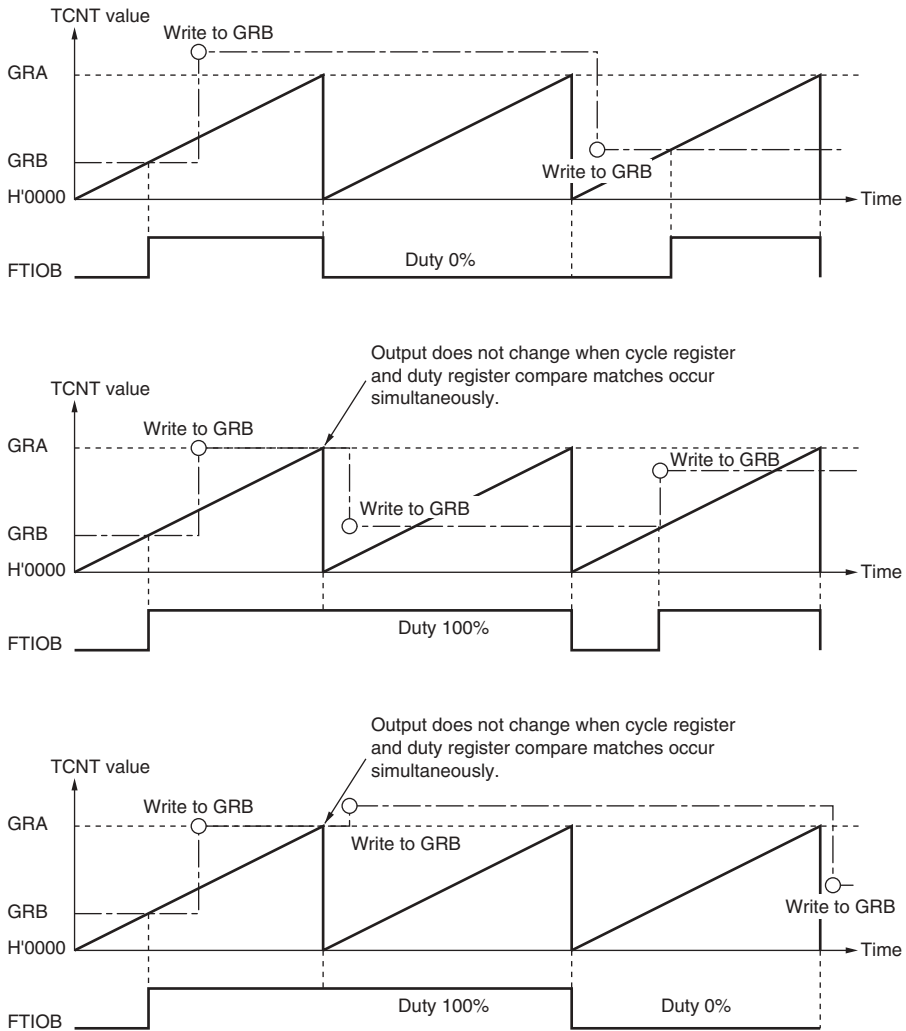 TCNT value
Write to GRB
GRA
GRB
Write to GRB
H'0000
Time
Duty 0%
FTIOB
Output does not change when cycle register
and duty register compare matches occur
simultaneously.
TCNT value
Write to GRB
GRA
Write to GRB
Write to GRB
GRB
H'0000
Time
Duty 100%
FTIOB
Output does not change when cycle register
and duty register compare matches occur
simultaneously.
TCNT value
Write to GRB
GRA
Write to GRB
GRB
Write to GRB
H'0000
Time
Duty 100%
Duty 0%
FTIOB